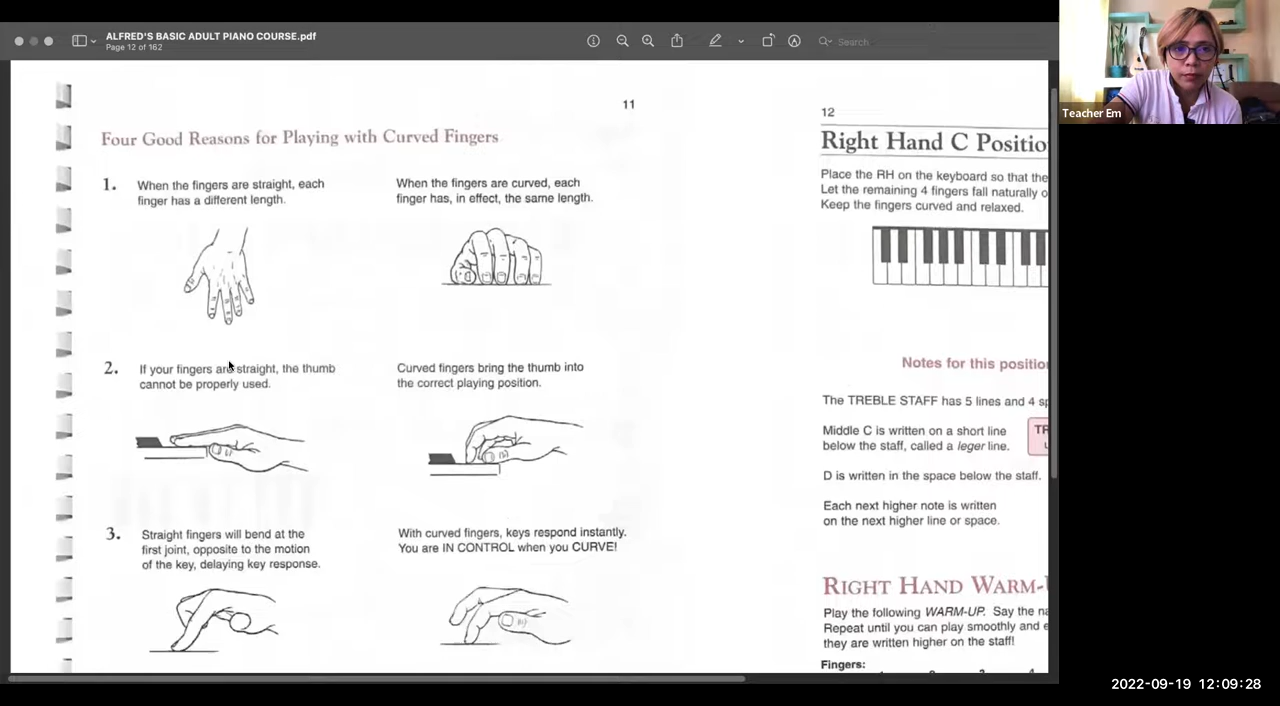 ALFRED'S BASIC ADULT PIANO COURSE.pdf
Page 12 of 162
Search
Teacher Em
11
Four Good Reasons for Playing with Curved Fingers
1.
When the fingers are straight, each
finger has a different length.
When the fingers are curved, each
finger has, in effect, the same length.
2.
If your fingers are straight, the thumb
cannot be properly used.
Curved fingers bring the thumb into
the correct playing position.
3.
Straight fingers will bend at the
first joint, opposite to the motion
of the key, delaying key response.
With curved fingers, keys respond instantly.
You are IN CONTROL when you CURVE!
12
Right Hand C Positio
Place the RH on the keyboard so that the
Let the remaining 4 fingers fall naturally o
Keep the fingers curved and relaxed.
Notes for this position
The TREBLE STAFF has 5 lines and 4 sp
Middle C is written on a short line
below the staff, called a leger line.
TR
L
D is written in the space below the staff.
Each next higher note is written
on the next higher line or space.
RIGHT HAND WARM-U
Play the following WARM-UP. Say the na
Repeat until you can play smoothly and e
they are written higher on the staff!
Fingers:
2022-09-19 12:09:28